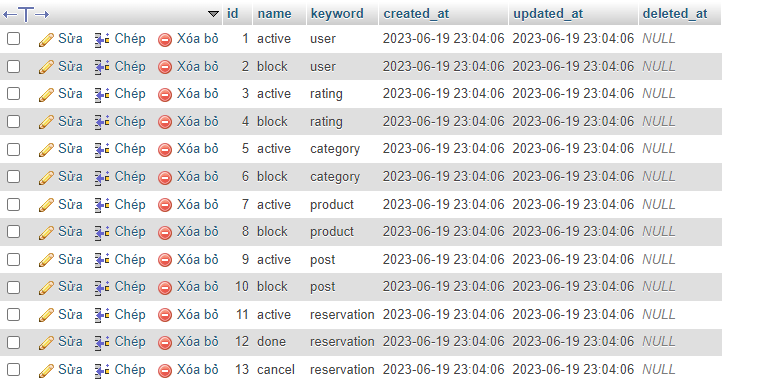 id name keyword created_at updated_at deleted_at
Sửa Chép Xóa bỏ 1 active user 2023-06-19 23:04:06 2023-06-19 23:04:06 NULL
Sửa Chép Xóa bỏ 2 block user 2023-06-19 23:04:06 2023-06-19 23:04:06 NULL
Sửa Chép Xóa bỏ 3 active rating 2023-06-19 23:04:06 2023-06-19 23:04:06 NULL
Sửa Chép Xóa bỏ 4 block rating 2023-06-19 23:04:06 2023-06-19 23:04:06 NULL
Sửa Chép Xóa bỏ 5 active category 2023-06-19 23:04:06 2023-06-19 23:04:06 NULL
Sửa Chép Xóa bỏ 6 block category 2023-06-19 23:04:06 2023-06-19 23:04:06 NULL
Sửa Chép Xóa bỏ 7 active product 2023-06-19 23:04:06 2023-06-19 23:04:06 NULL
Sửa Chép Xóa bỏ 8 block product 2023-06-19 23:04:06 2023-06-19 23:04:06 NULL
Sửa Chép Xóa bỏ 9 active post 2023-06-19 23:04:06 2023-06-19 23:04:06 NULL
Sửa Chép Xóa bỏ 10 block post 2023-06-19 23:04:06 2023-06-19 23:04:06 NULL
Sửa Chép Xóa bỏ 11 active reservation 2023-06-19 23:04:06 2023-06-19 23:04:06 NULL
Sửa Chép Xóa bỏ 12 done reservation 2023-06-19 23:04:06 2023-06-19 23:04:06 NULL
Sửa Chép Xóa bỏ 13 cancel reservation 2023-06-19 23:04:06 2023-06-19 23:04:06 NULL